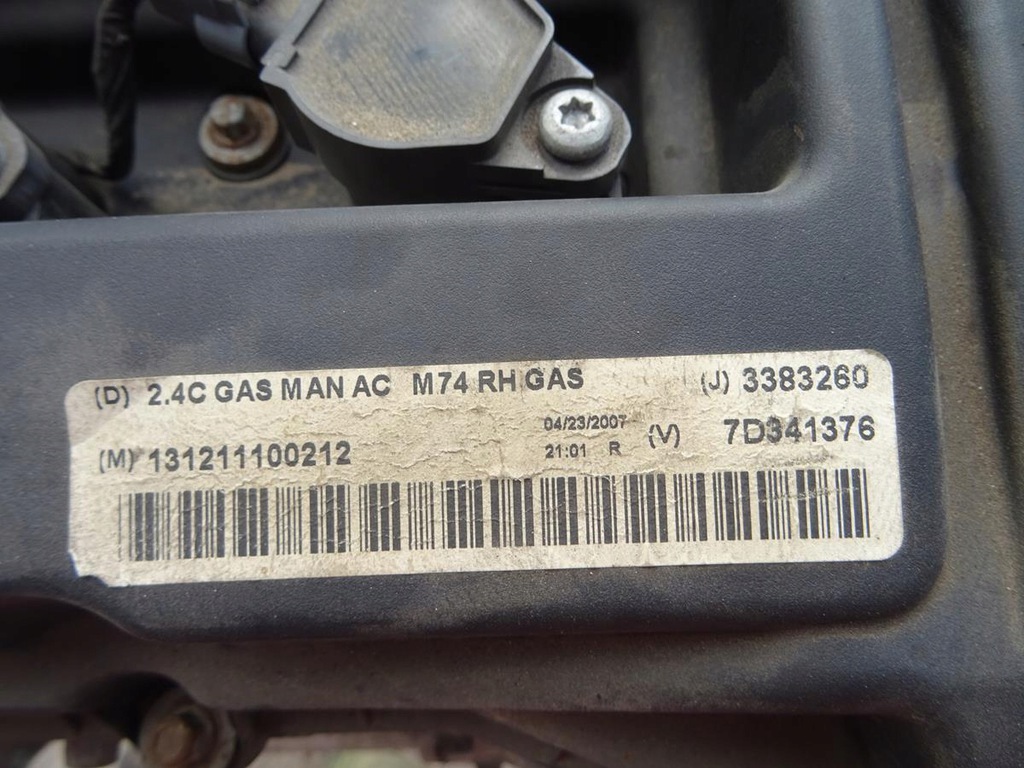 (D) 2.4C GAS MAN AC M74 RH GAS (J) 3383260
(M) 131211100212 04/23/2007 (V) 7D341376
21:01 R